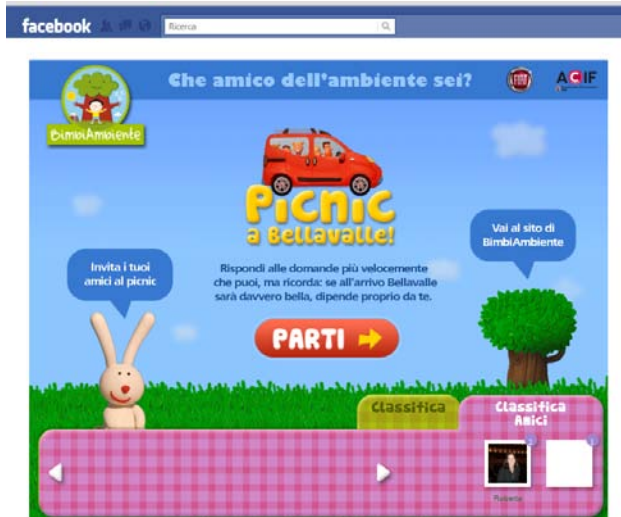 facebook
Ricerca
Che amico dell'ambiente sei?
FIAT
ACIF
BimbiAmbiente
Picnic
a Bellavalle!
Vai al sito di
BimbiAmbiente
Invita i tuoi
amici al picnic
Rispondi alle domande più velocemente
che puoi, ma ricorda: se all'arrivo Bellavalle
sarà davvero bella, dipende proprio da te.
PARTI
Classifica
Classifica
Amici
Roberta